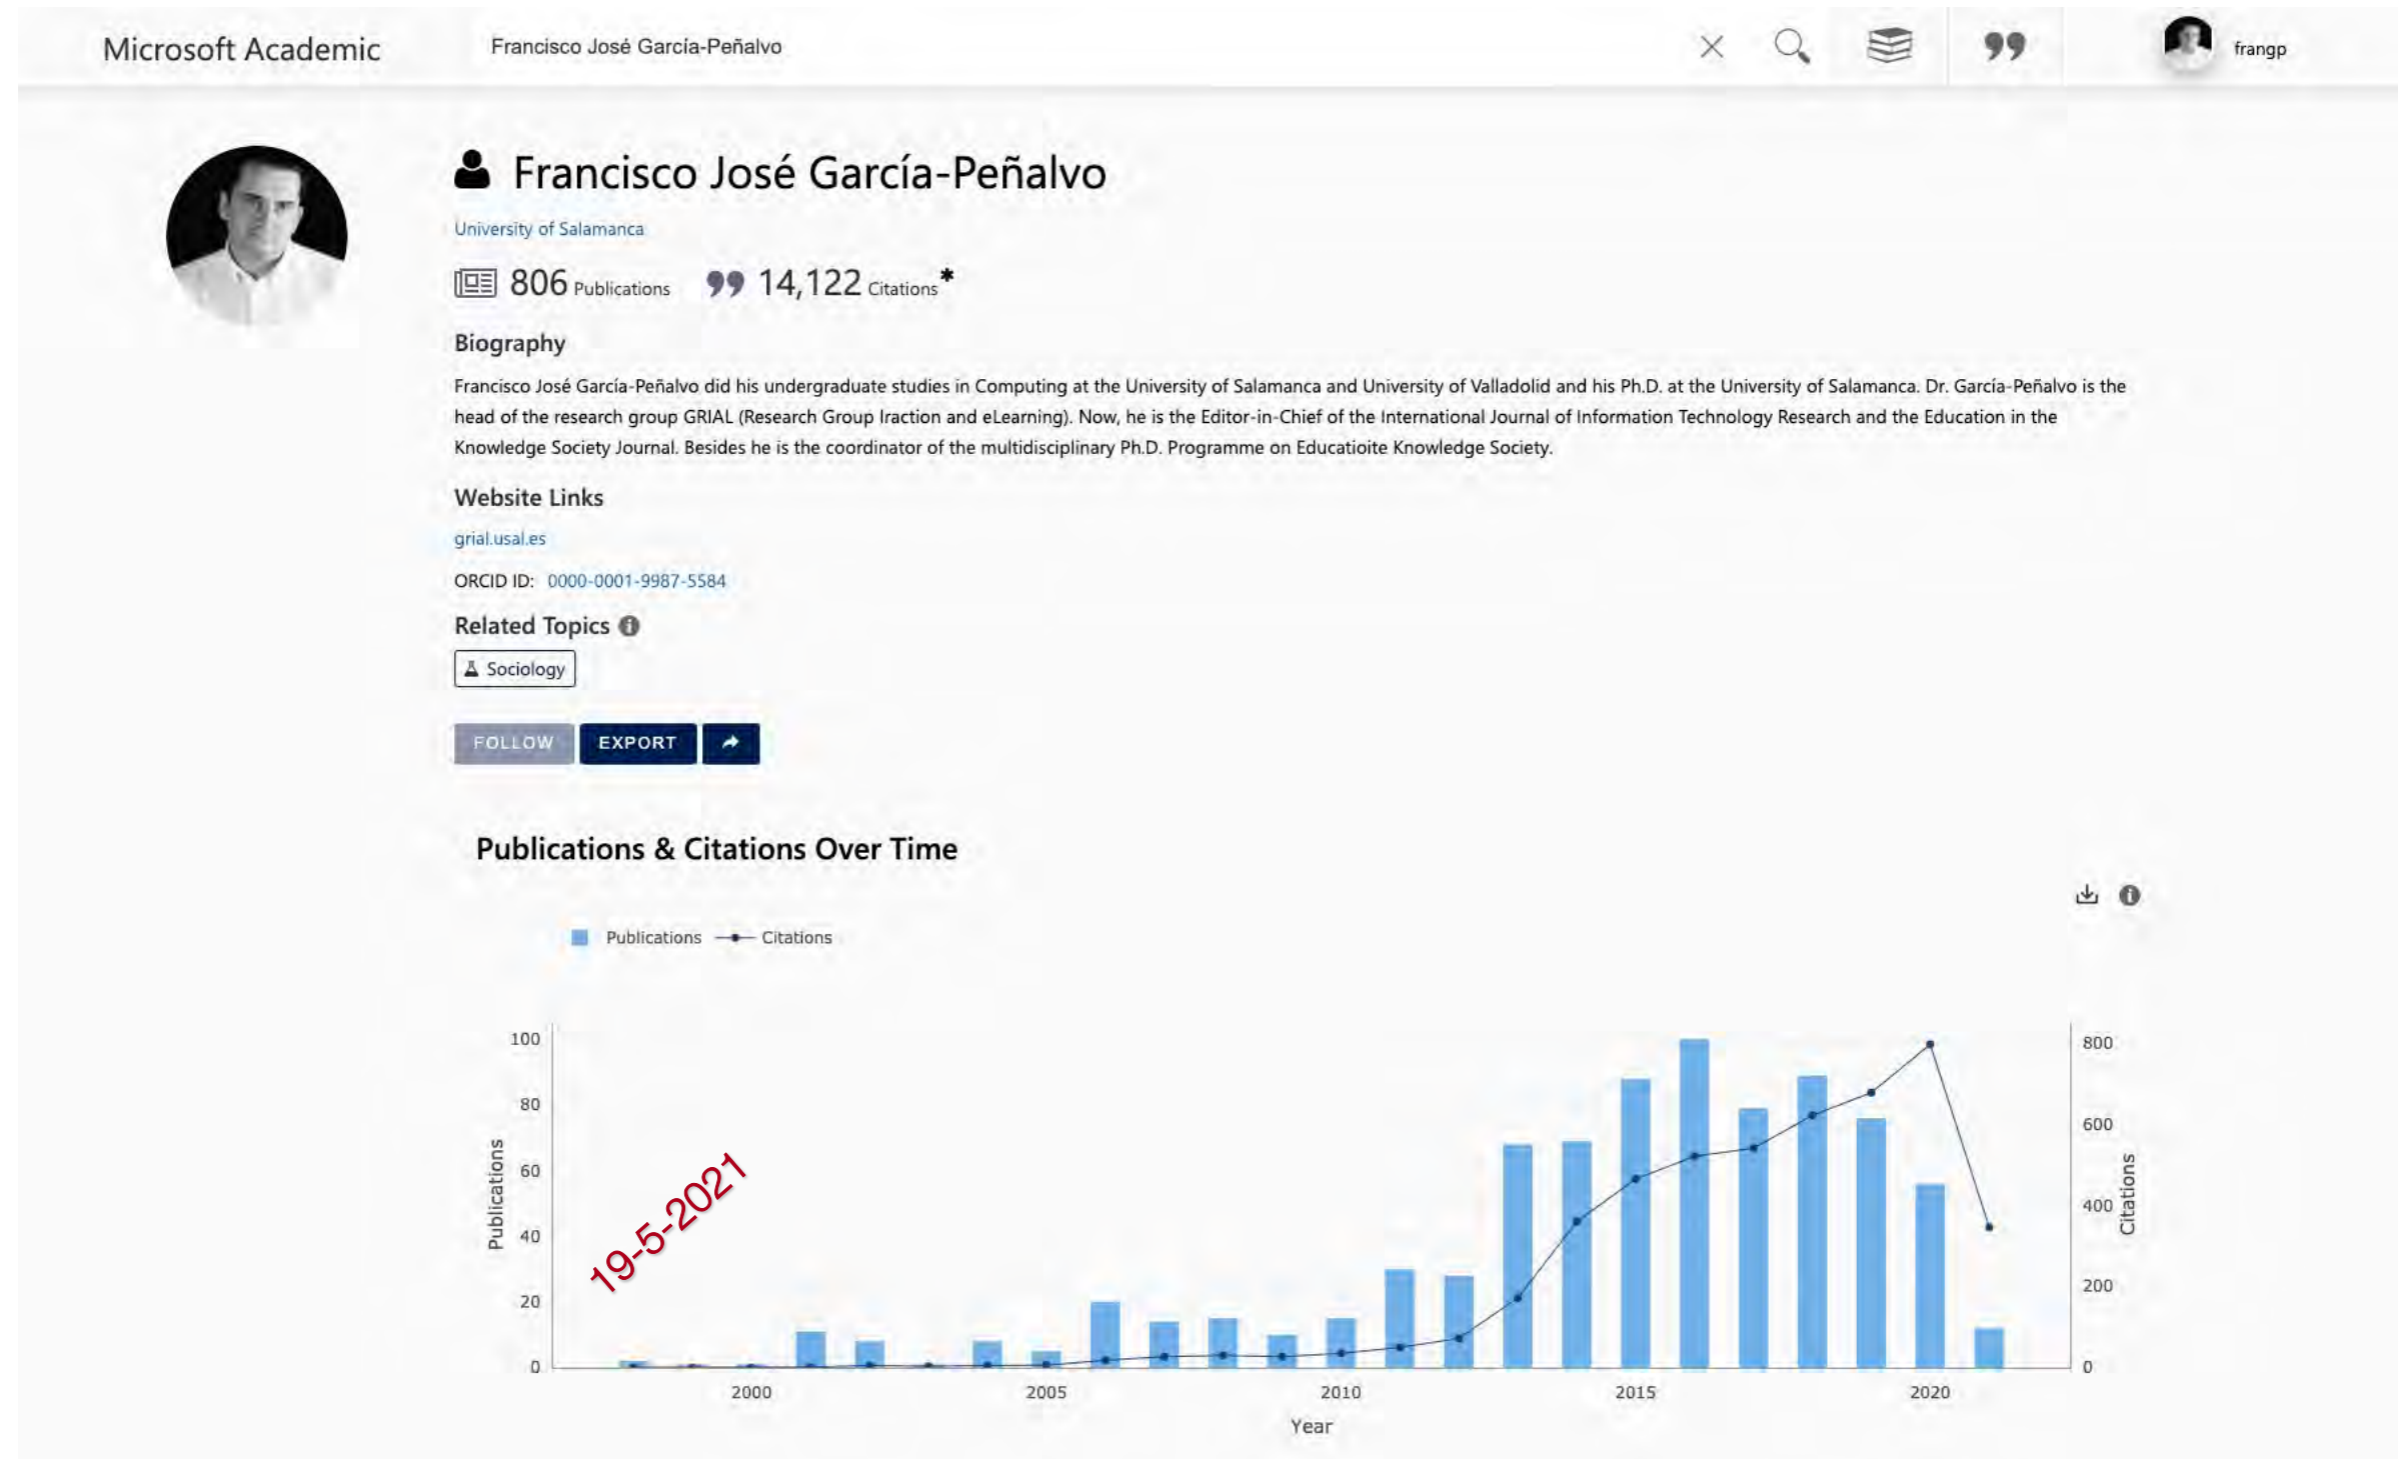 Microsoft Academic
Francisco José García-Peñalvo
frangp
Francisco José García-Peñalvo
University of Salamanca
806 Publications 14,122 Citations*
Biography
Francisco José García-Peñalvo did his undergraduate studies in Computing at the University of Salamanca and University of Valladolid and his Ph.D. at the University of Salamanca. Dr. García-Peñalvo is the
head of the research group GRIAL (Research Group Iraction and eLearning). Now, he is the Editor-in-Chief of the International Journal of Information Technology Research and the Education in the
Knowledge Society Journal. Besides he is the coordinator of the multidisciplinary Ph.D. Programme on Educatioite Knowledge Society.
Website Links
grial.usal.es
ORCID ID: 0000-0001-9987-5584
Related Topics
Sociology
FOLLOW EXPORT
Publications & Citations Over Time
Publications Citations
100
80
60
40
20
0
Publications
19-5-2021
800
600
400
200
0
Citations
2000 2005 2010 2015 2020
Year